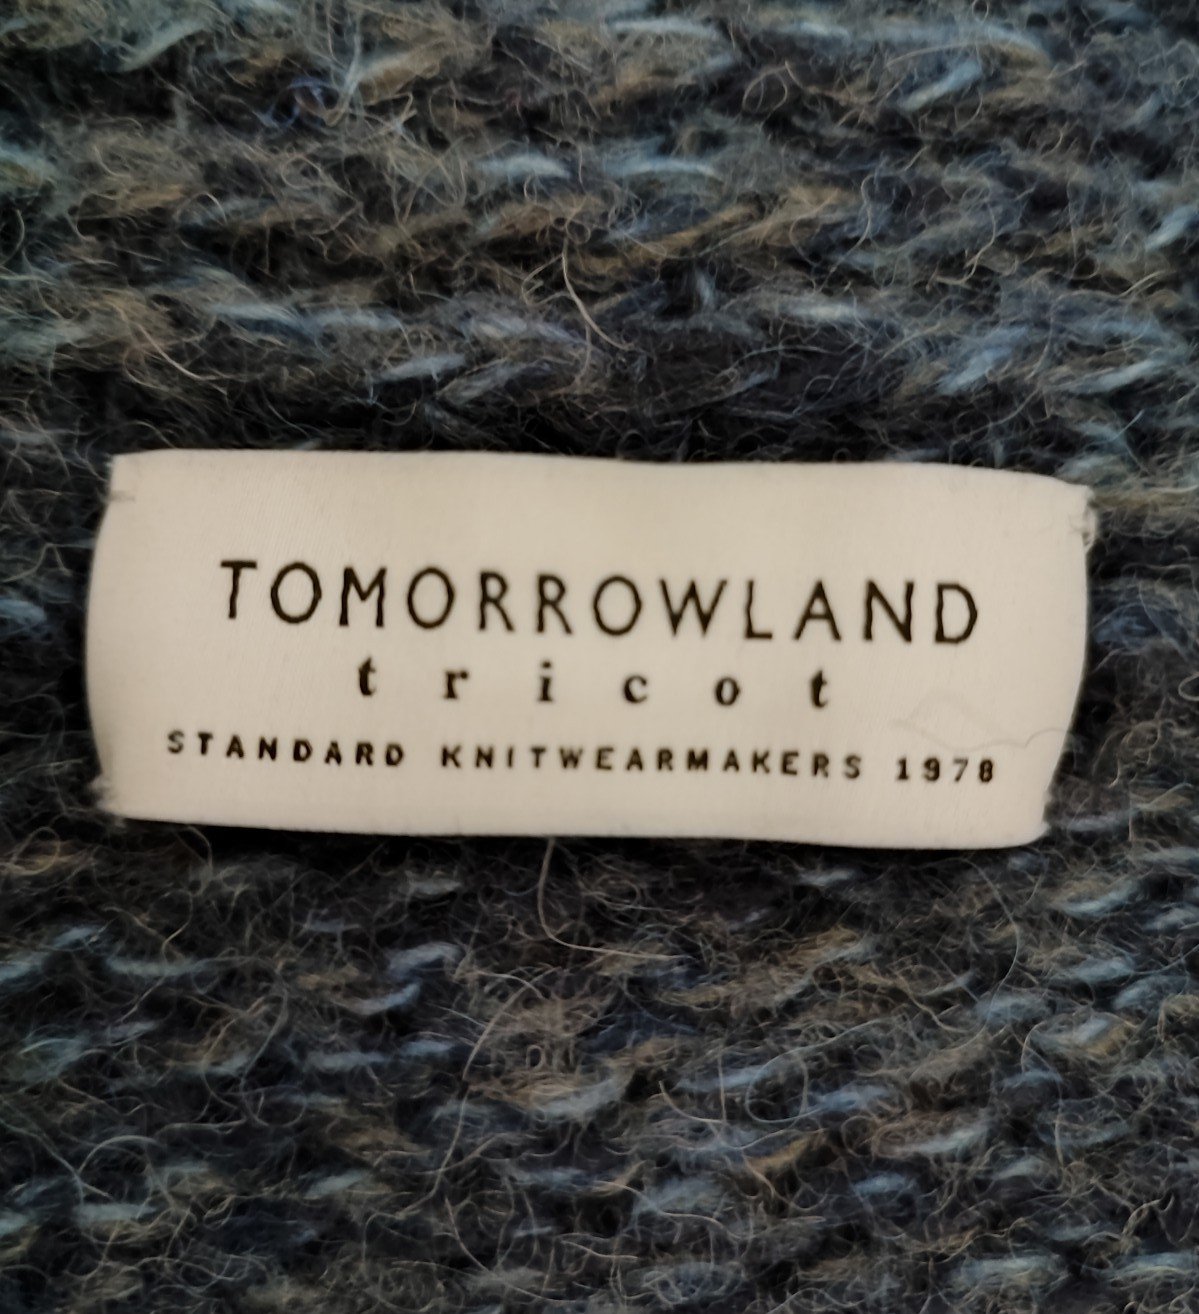 TOMORROWLAND
tricot
STANDARD KNITWEARMAKERS 1978